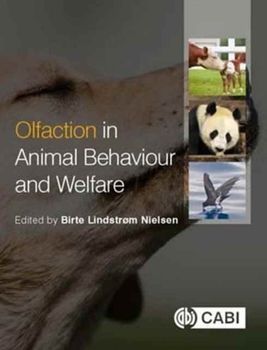 Olfaction in
Animal Behaviour
and Welfare
Edited by Birte Lindstrøm Nielsen
CABI